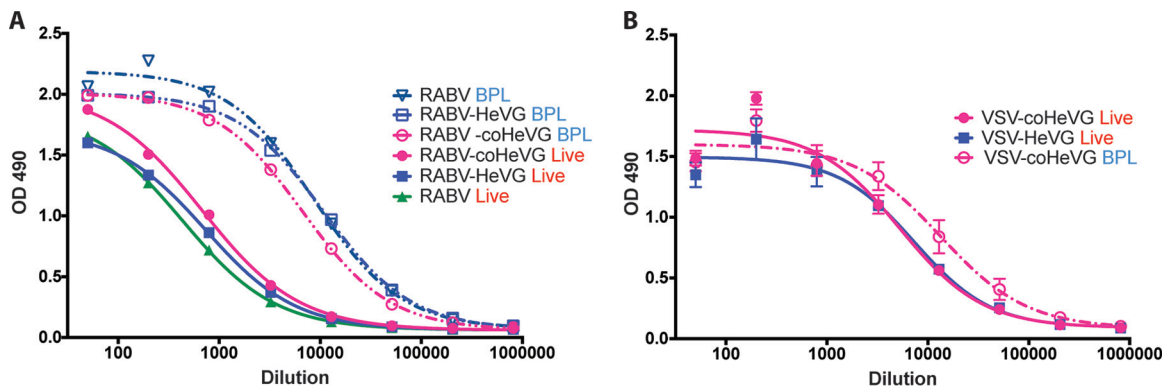 A
OD 490
2.5
2.0
1.5
1.0
0.5
0.0
100 1000 10000 100000 1000000
Dilution
RABV BPL
RABV-HeVG BPL
RABV -coHeVG BPL
RABV-coHeVG Live
RABV-HeVG Live
RABV Live
B
OD 490
2.5
2.0
1.5
1.0
0.5
0.0
100 1000 10000 100000 1000000
Dilution
VSV-coHeVG Live
VSV-HeVG Live
VSV-coHeVG BPL